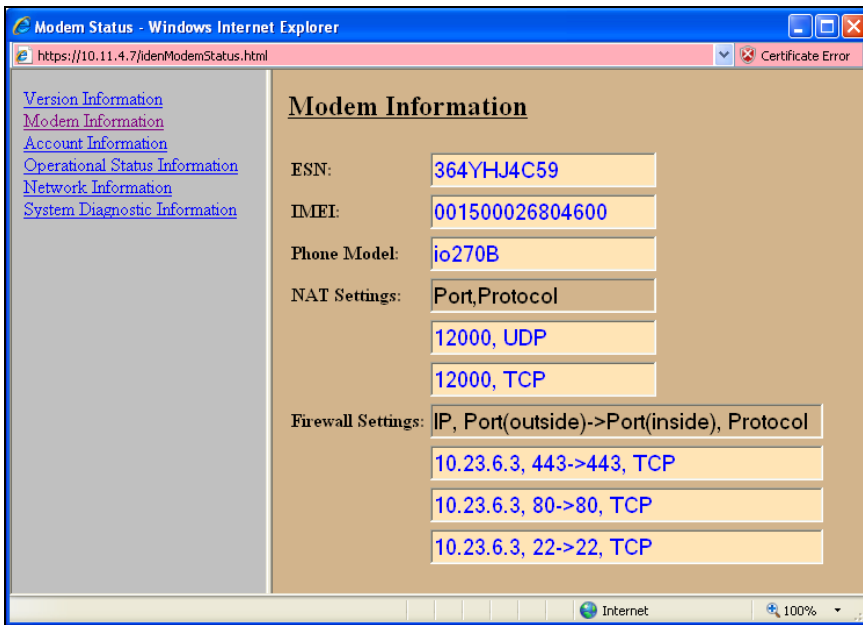 Modem Status - Windows Internet Explorer
https://10.11.4.7/idenModemStatus.html
Certificate Error
Version Information
Modem Information
Account Information
Operational Status Information
Network Information
System Diagnostic Information
Modem Information
ESN: 364YHJ4C59
IMEI: 001500026804600
Phone Model: io270B
NAT Settings: Port,Protocol
12000, UDP
12000, TCP
Firewall Settings: IP, Port(outside)->Port(inside), Protocol
10.23.6.3, 443->443, TCP
10.23.6.3, 80->80, TCP
10.23.6.3, 22->22, TCP
Internet
100%